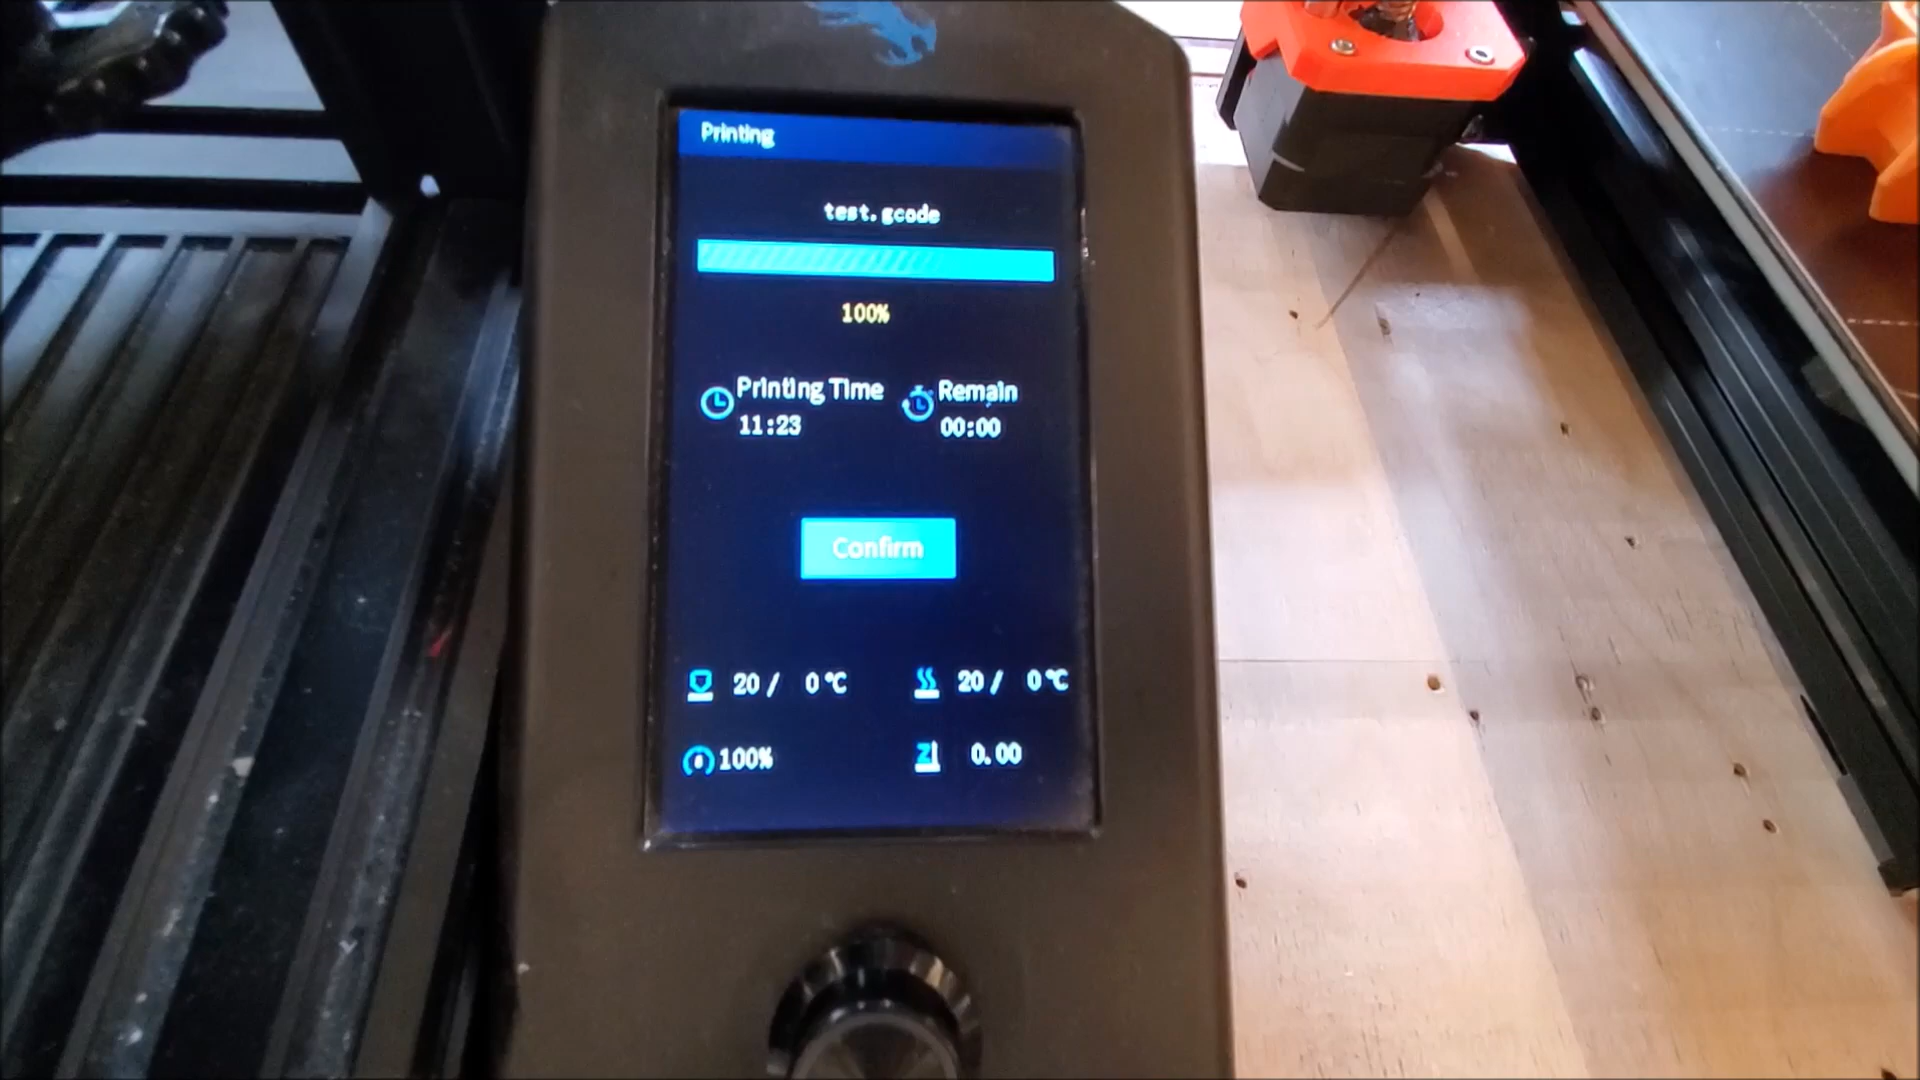 Printing
test.gcode
100%
Printing Time Remain
11:23 00:00
Confirm
20 / 0℃ 20 / 0℃
100% Z 0.00